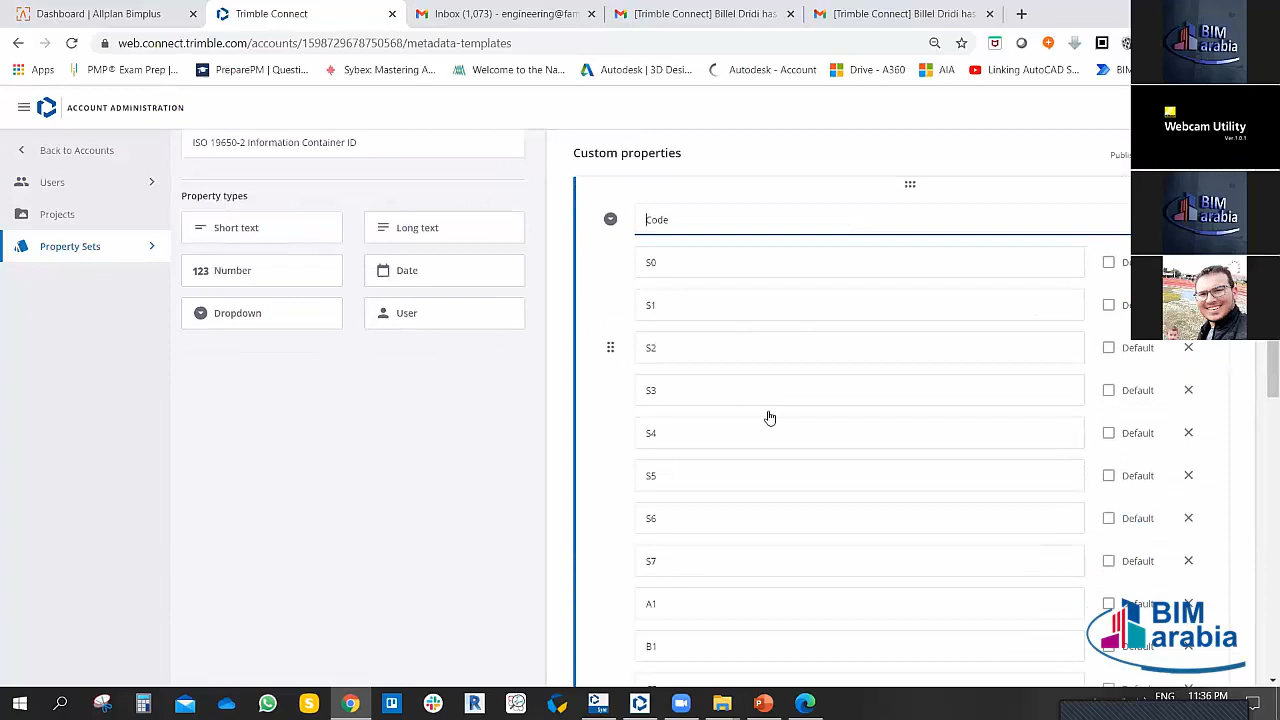 Dashboard | Allplan Bimplus
Trimble Connect
Inbox (1,073) - engineering@fam
[Trimble Connect] Billel Dridi has
[Trimble Connect] Billel Dridi has
web.connect.trimble.com/accounts/1598729678750568/metadata-templates
Apps
PMP® Exam Prep |...
PreparePM | Questi...
Sybex Mastering ...
Welcome to the Na...
Autodesk | 3D Desi...
Autodesk - Account
Drive - A360
AIA
Linking AutoCAD S...
BIM
ACCOUNT ADMINISTRATION
Back to Accounts
Users
Projects
Property Sets
ISO 19650-2 Information Container ID
Property types
Short text
Long text
123 Number
Date
Dropdown
User
Custom properties
Publi
Code
S0
De
S1
De
S2
Default
S3
Default
S4
Default
S5
Default
S6
Default
S7
Default
A1
B1
BIM
arabia
Webcam Utility
Ver.1.0.1
BIM
arabia
BIM
arabia
ENG
11:36 PM